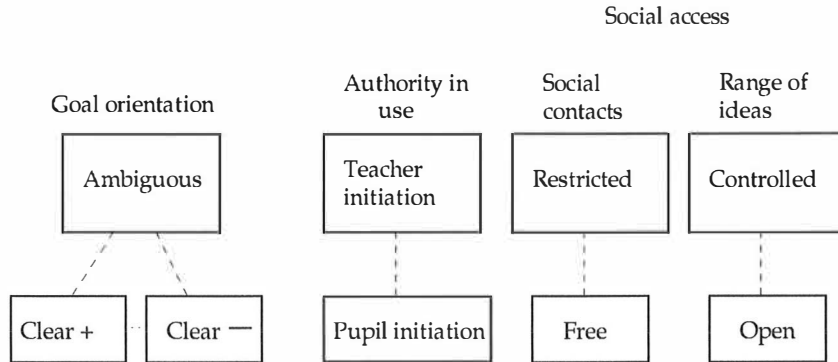 Social access
Goal orientation
Authority in
use
Social
contacts
Range of
ideas
Ambiguous
Teacher
initiation
Restricted
Controlled
Clear +
Clear —
Pupil initiation
Free
Open